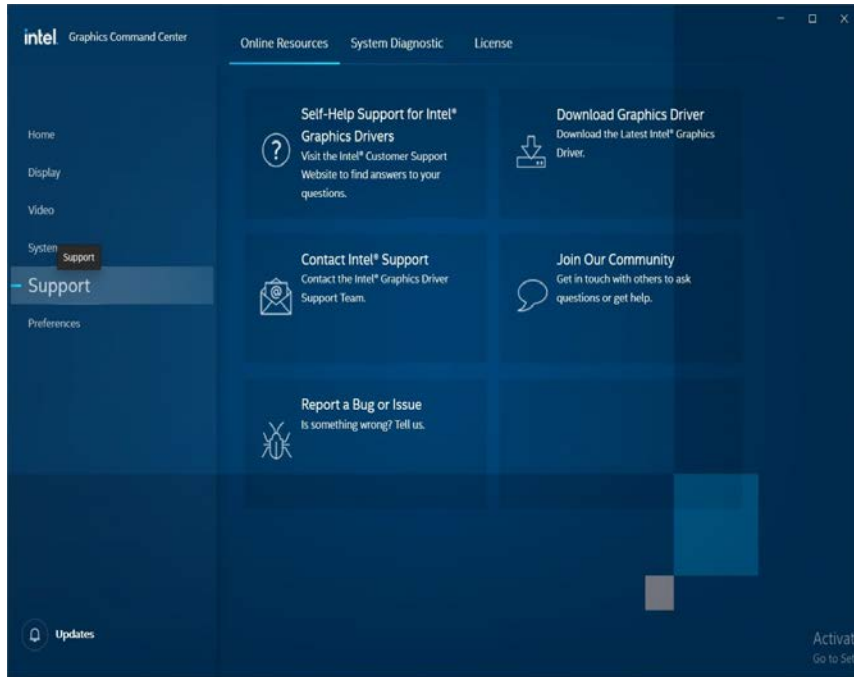 intel. Graphics Command Center
Online Resources System Diagnostic License
Home
Display
Video
System
Support
Support
Preferences
Self-Help Support for Intel®
Graphics Drivers
Visit the Intel® Customer Support
Website to find answers to your
questions.
Download Graphics Driver
Download the Latest Intel® Graphics
Driver.
Contact Intel® Support
Contact the Intel® Graphics Driver
Support Team.
Join Our Community
Get in touch with others to ask
questions or get help.
Report a Bug or Issue
Is something wrong? Tell us.
Updates
Activat
Go to Set